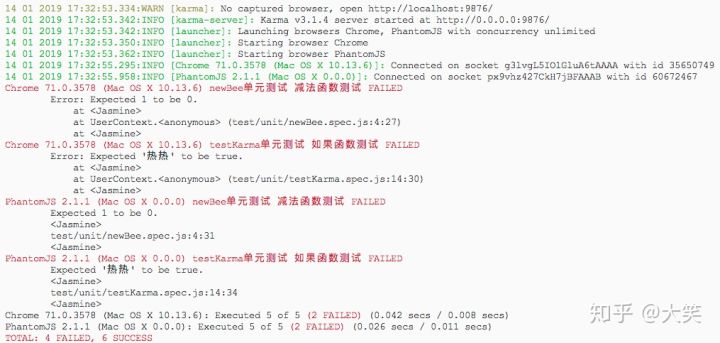 14 01 2019 17:32:53.334:WARN [karma]: No captured browser, open http://localhost:9876/
14 01 2019 17:32:53.342:INFO [karma-server]: Karma v3.1.4 server started at http://0.0.0.0:9876/
14 01 2019 17:32:53.342:INFO [launcher]: Launching browsers Chrome, PhantomJS with concurrency unlimited
14 01 2019 17:32:53.350:INFO [launcher]: Starting browser Chrome
14 01 2019 17:32:53.362:INFO [launcher]: Starting browser PhantomJS
14 01 2019 17:32:55.295:INFO [Chrome 71.0.3578 (Mac OS X 10.13.6)]: Connected on socket g3lvgL5IO1GluA6tAAAA with id 35650749
14 01 2019 17:32:55.958:INFO [PhantomJS 2.1.1 (Mac OS X 0.0.0)]: Connected on socket px9vhz427CkH7jBFAAAB with id 60672467
Chrome 71.0.3578 (Mac OS X 10.13.6) newBee单元测试 减法函数测试 FAILED
Error: Expected 1 to be 0.
at <Jasmine>
at UserContext.<anonymous> (test/unit/newBee.spec.js:4:27)
at <Jasmine>
Chrome 71.0.3578 (Mac OS X 10.13.6) testKarma单元测试 如果函数测试 FAILED
Error: Expected '热热' to be true.
at <Jasmine>
at UserContext.<anonymous> (test/unit/testKarma.spec.js:14:30)
at <Jasmine>
PhantomJS 2.1.1 (Mac OS X 0.0.0) newBee单元测试 减法函数测试 FAILED
Expected 1 to be 0.
<Jasmine>
test/unit/newBee.spec.js:4:31
<Jasmine>
PhantomJS 2.1.1 (Mac OS X 0.0.0) testKarma单元测试 如果函数测试 FAILED
Expected '热热' to be true.
<Jasmine>
test/unit/testKarma.spec.js:14:34
<Jasmine>
Chrome 71.0.3578 (Mac OS X 10.13.6): Executed 5 of 5 (2 FAILED) (0.042 secs / 0.008 secs)
PhantomJS 2.1.1 (Mac OS X 0.0.0): Executed 5 of 5 (2 FAILED) (0.026 secs / 0.011 secs)
TOTAL: 4 FAILED, 6 SUCCESS
知乎 @大笑